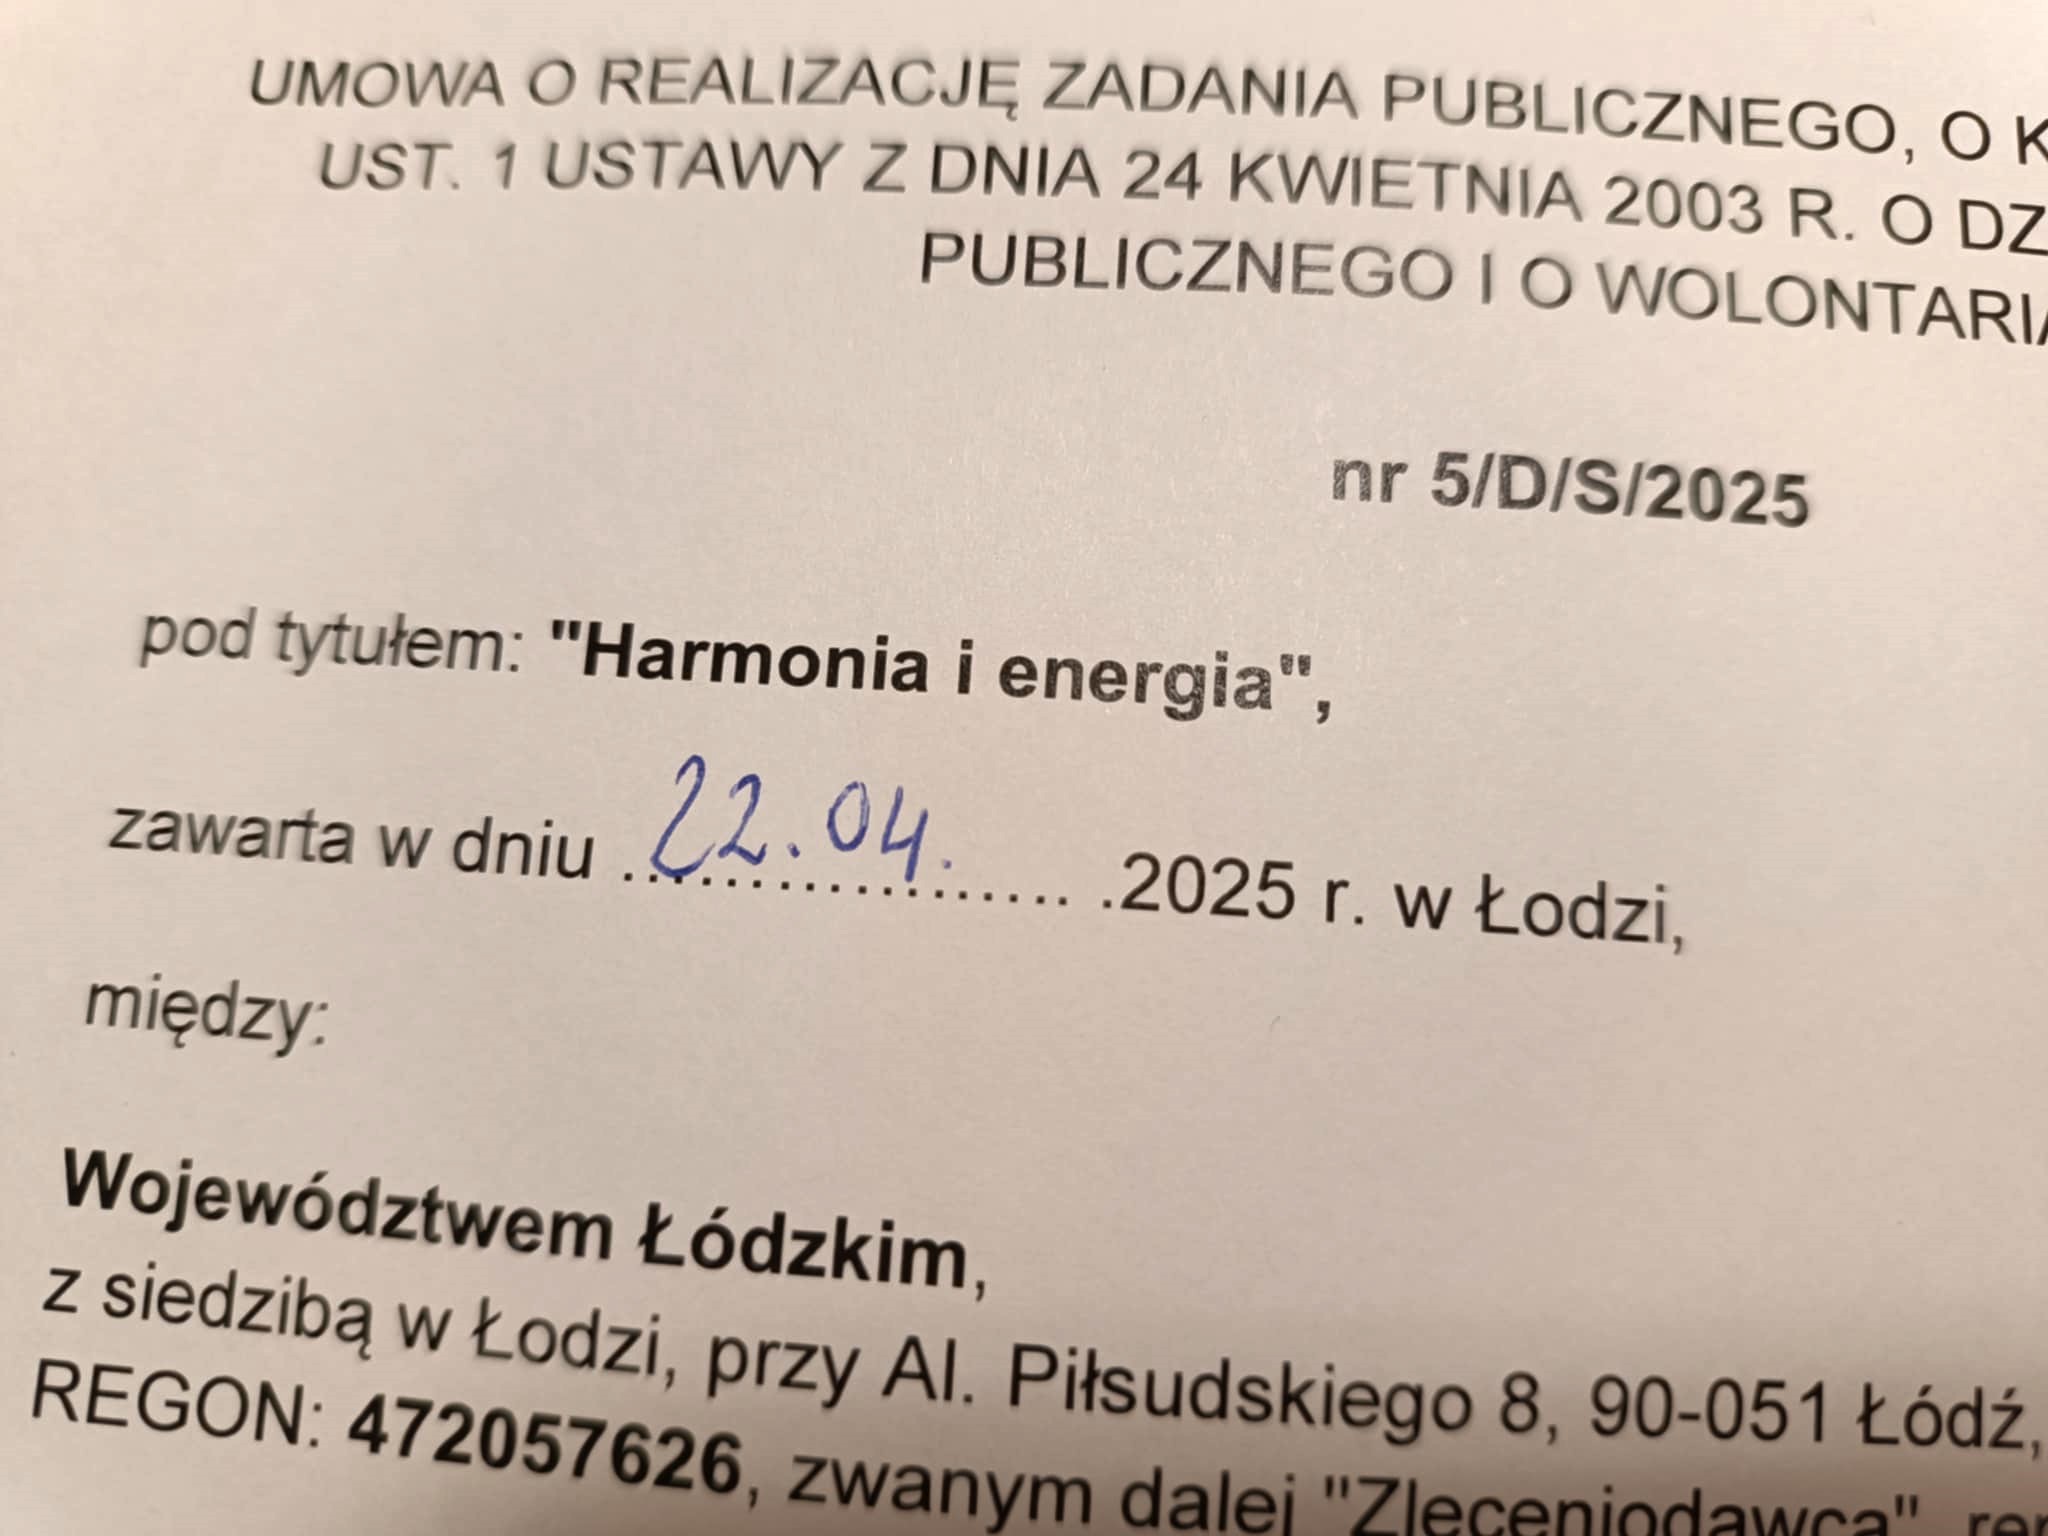 UMOWA O REALIZACJĘ ZADANIA PUBLICZNEGO, O
UST. 1 USTAWY Z DNIA 24 KWIETNIA 2003 R. O
PUBLICZNEGO I O
nr 5/D/S/2025
pod tytułem: "Harmonia i energia",
zawarta w dniu .22.04................. .2025 r. w Łodzi,
między:
Województwem Łódzkim,
z siedzibą w Łodzi, przy Al. Piłsudskiego 8, 90-051 Łódź,
REGON: 472057626, zwanym dalej "Zleceniodawcą",